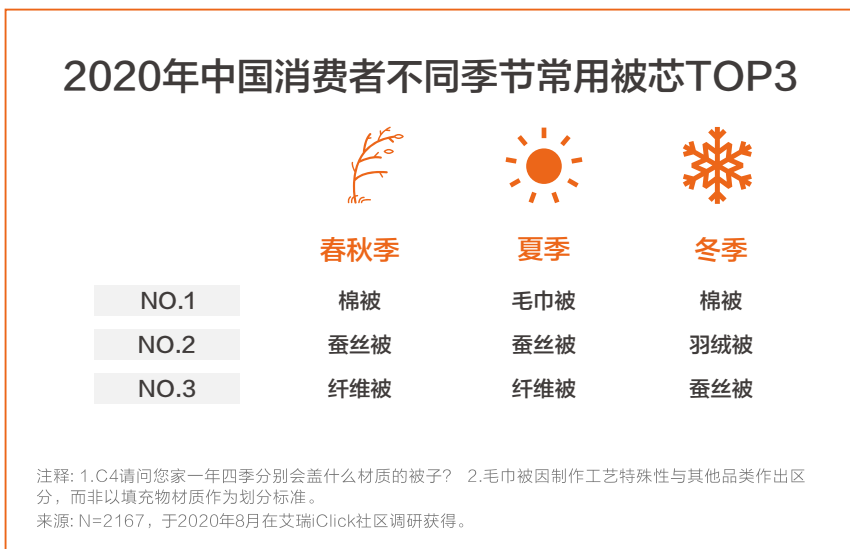 2020年中国消费者不同季节常用被芯TOP3
春秋季 夏季 冬季
NO.1 棉被 毛巾被 棉被
NO.2 蚕丝被 蚕丝被 羽绒被
NO.3 纤维被 纤维被 蚕丝被
注释: 1.C4请问您家一年四季分别会盖什么材质的被子? 2.毛巾被因制作工艺特殊性与其他品类作出区
分，而非以填充物材质作为划分标准。
来源: N=2167，于2020年8月在艾瑞iClick社区调研获得。